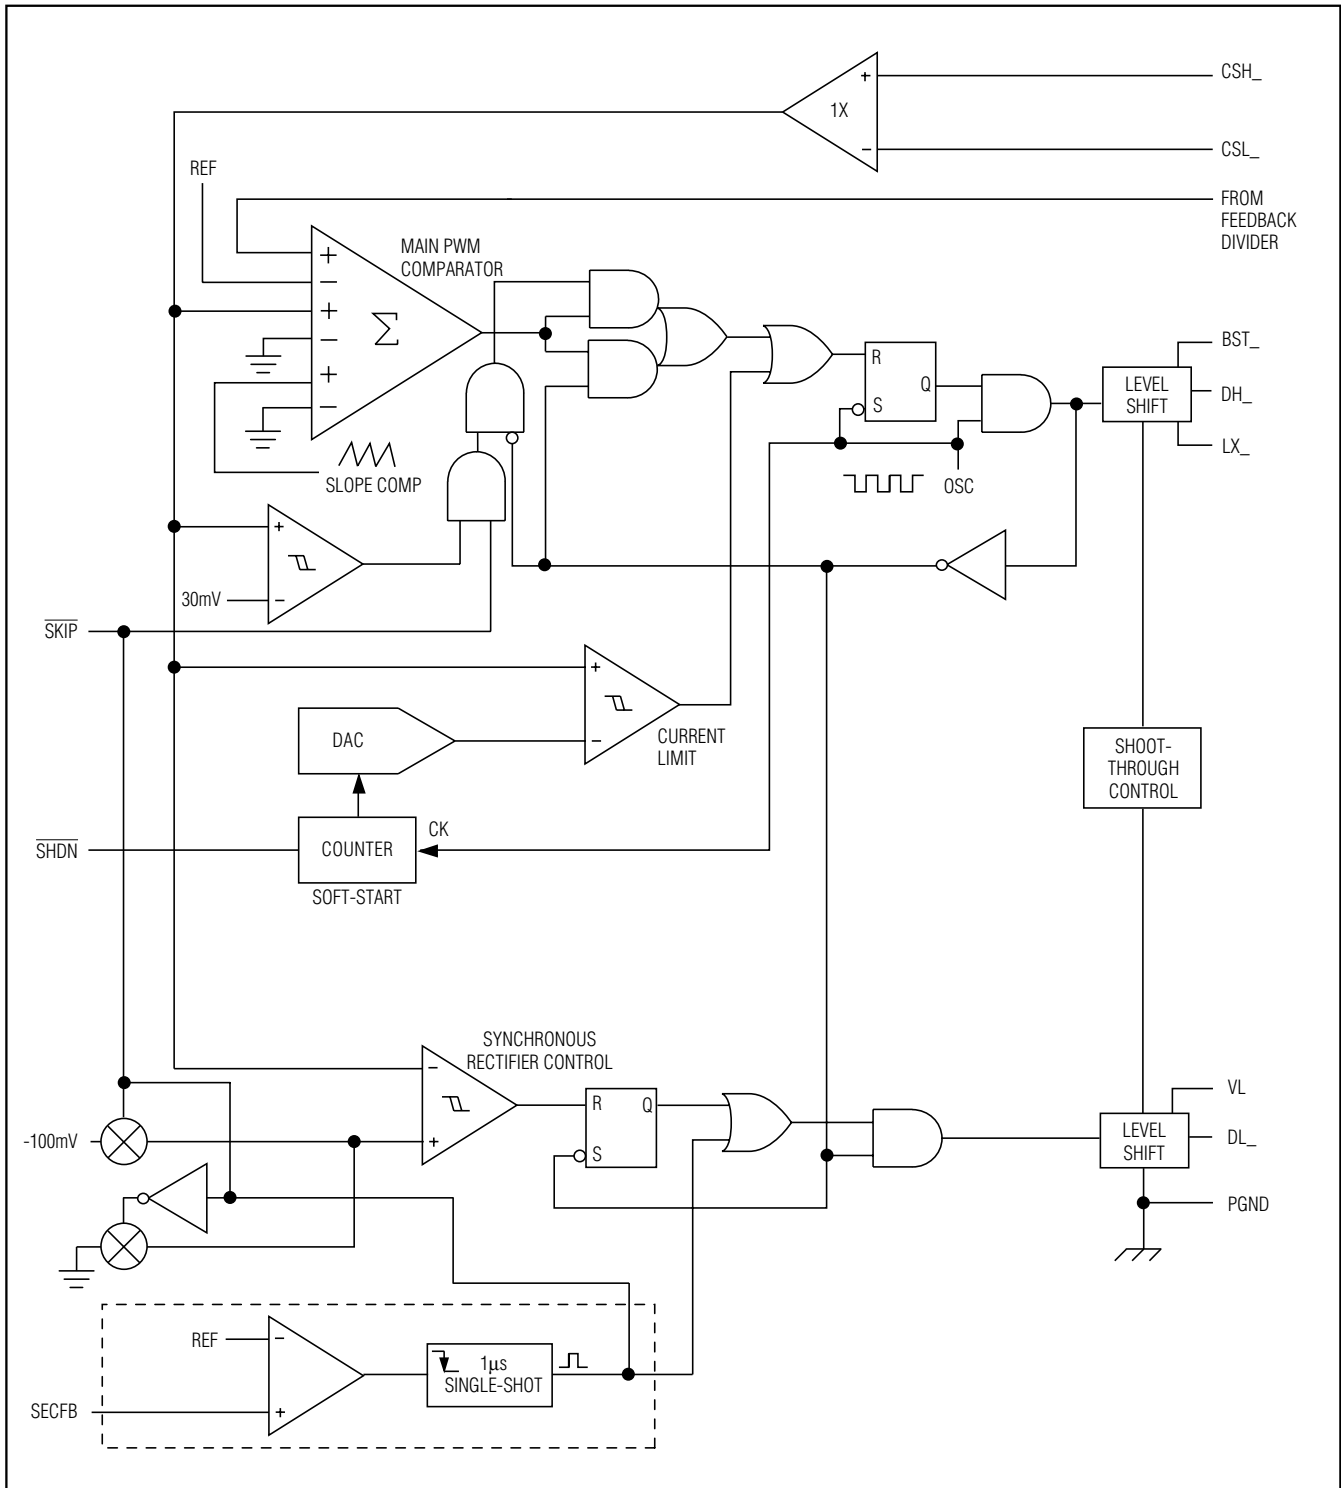 CSH_
+
1X
−
CSL_
REF
FROM
FEEDBACK
DIVIDER
MAIN PWM
COMPARATOR
+
−
+
−
+
−
Σ
R
Q
S
BST_
LEVEL
SHIFT
DH_
LX_
SLOPE COMP
OSC
+
30mV
−
SKIP
+
−
CURRENT
LIMIT
DAC
SHOOT-
THROUGH
CONTROL
CK
SHDN
COUNTER
SOFT-START
SYNCHRONOUS
RECTIFIER CONTROL
−
+
R
Q
S
VL
-100mV
LEVEL
SHIFT
DL_
PGND
REF
−
1µs
SINGLE-SHOT
SECFB
+